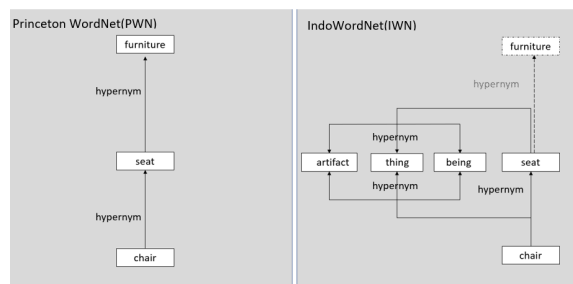 Princeton WordNet(PWN)
furniture
hypernym
seat
hypernym
chair
IndoWordNet(IWN)
furniture
hypernym
hypernym
artifact
thing
being
seat
hypernym
hypernym
chair